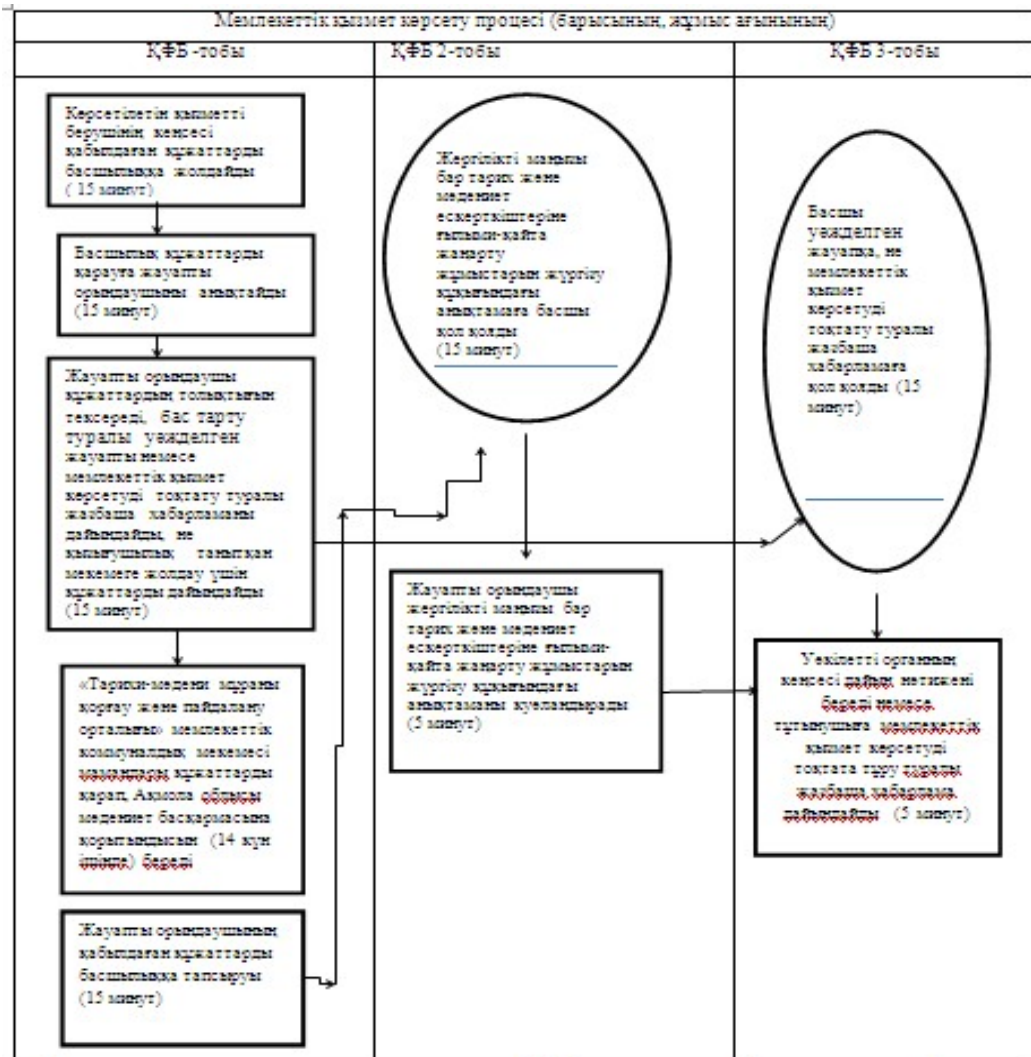 Мемлекеттік қызмет көрсету процесі (барысының, жұмыс ағынының)
ҚФБ -тобы
ҚФБ 2-тобы
ҚФБ 3-тобы
Көрсетілетін қызметті
берушінің кеңсесі
қабылдаған құжаттарды
басшылыққа жолдайды
( 15 минут)
Басшылық құжаттарды
қарауға жауапты
орындаушыны анықтайды
(15 минут)
Жауапты орындаушы
құжаттардың толықтығын
тексереді, бас тарту
туралы уәжделген
жауапты немесе
мемлекеттік қызмет
көрсетуді тоқтату туралы
жазбаша хабарламаны
дайындайды, не
қызығушылық танытқан
мекемеге жолдау үшін
құжаттарды дайындайды
(15 минут)
«Тарихи-мәдени мұраны
қорғау және пайдалану
орталығы» мемлекеттік
коммуналдық мекемесі
мамандары құжаттарды
қарап, Ақмола облысы
мәдениет басқармасына
қорытындысын (14 күн
ішінде) береді
Жауапты орындаушының
қабылдаған құжаттарды
басшылыққа тапсыруы
(15 минут)
Жергілікті маңызы
бар тарих және
мәдениет
ескерткіштеріне
ғылыми-қайта
жаңарту
жұмыстарын жүргізу
құқығындағы
анықтамаға басшы
қол қояды
(15 минут)
Жауапты орындаушы
жергілікті маңызы бар
тарих және мәдениет
ескерткіштеріне ғылыми-
қайта жаңарту жұмыстарын
жүргізу құқығындағы
анықтаманы куәландырады
(5 минут)
Басшы
уәжделген
жауапқа, не
мемлекеттік
қызмет
көрсетуді
тоқтату туралы
жазбаша
хабарламаға
қол қояды (15
минут)
Уәкілетті органның
кеңсесі дайын нәтижені
береді немесе
тұтынушыға мемлекеттік
қызмет көрсетуді
тоқтата тұру туралы
жазбаша хабарлама
дайындайды (5 минут)